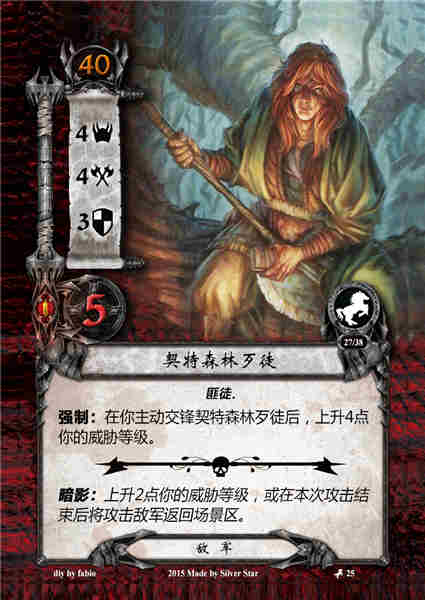 40
4
4
3
5
27/38
契特森林歹徒
匪徒.
强制：在你主动交锋契特森林歹徒后，上升4点
你的威胁等级。
暗影：上升2点你的威胁等级，或在本次攻击结
束后将攻击敌军返回场景区。
敌 军
diy by fabio
2015 Made by Silver Star
25